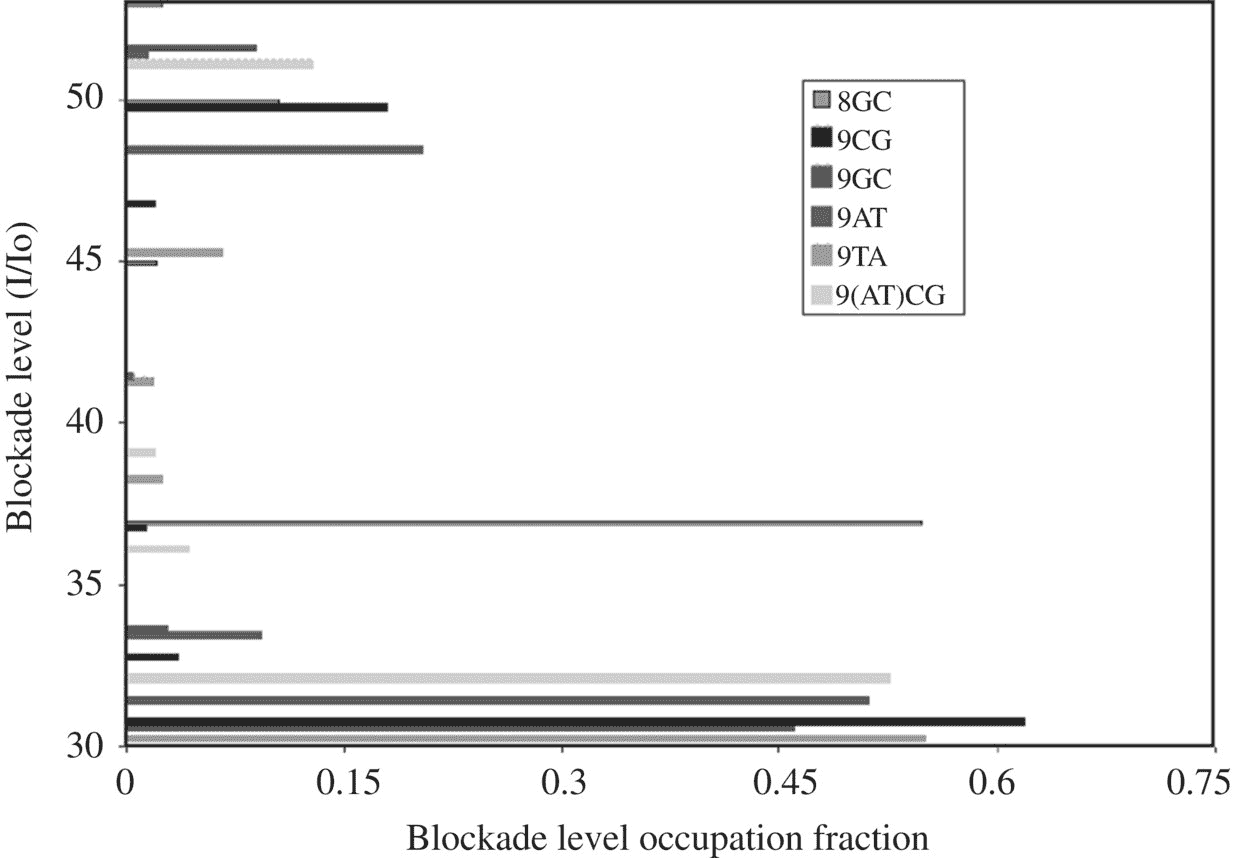 Blockade level (I/Io)
50
45
40
35
30
8GC
9CG
9GC
9AT
9TA
9(AT)CG
0 0.15 0.3 0.45 0.6 0.75
Blockade level occupation fraction